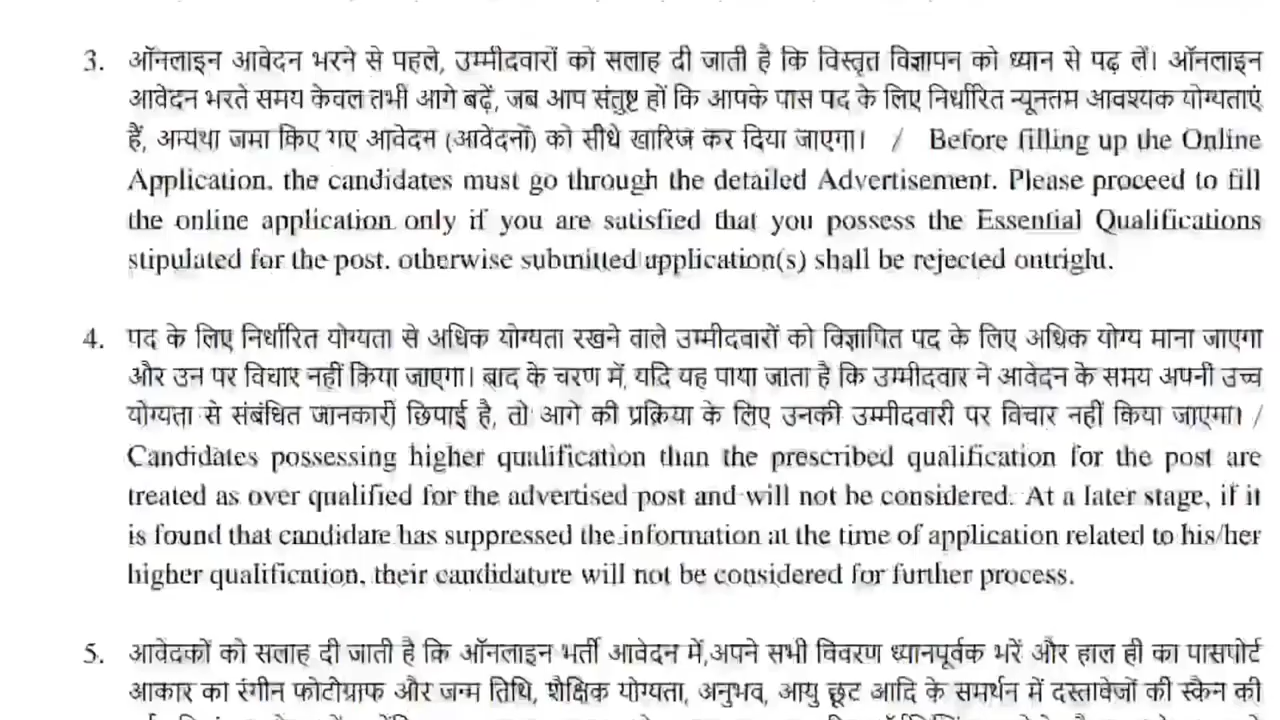 3. ऑनलाइन आवेदन भरने से पहले, उम्मीदवारों को सलाह दी जाती है कि विस्तृत विज्ञापन को ध्यान से पढ़ लें। ऑनलाइन
आवेदन भरते समय केवल तभी आगे बढ़ें, जब आप संतुष्ट हों कि आपके पास पद के लिए निर्धारित न्यूनतम आवश्यक योग्यताएं
हैं, अन्यथा जमा किए गए आवेदन (आवेदनों) को सीधे खारिज कर दिया जाएगा। / Before filling up the Online
Application. the candidates must go through the detailed Advertisement. Please proceed to fill
the online application only if you are satisfied that you possess the Essential Qualifications
stipulated for the post. otherwise submitted application(s) shall be rejected outright.
4. पद के लिए निर्धारित योग्यता से अधिक योग्यता रखने वाले उम्मीदवारों को विज्ञापित पद के लिए अधिक योग्य माना जाएगा
और उन पर विचार नहीं किया जाएगा। बाद के चरण में, यदि यह पाया जाता है कि उम्मीदवार ने आवेदन के समय अपनी उच्च
योग्यता से संबंधित जानकारी छिपाई है, तो आगे की प्रक्रिया के लिए उनकी उम्मीदवारी पर विचार नहीं किया जाएगा। /
Candidates possessing higher qualification than the prescribed qualification for the post are
treated as over qualified for the advertised post and will not be considered. At a later stage, if it
is found that candidate has suppressed the information at the time of application related to his/her
higher qualification, their candidature will not be considered for further process.
5. आवेदकों को सलाह दी जाती है कि ऑनलाइन भर्ती आवेदन में,अपने सभी विवरण ध्यानपूर्वक भरें और हाल ही का पासपोर्ट
आकार का रंगीन फोटोग्राफ और जन्म तिथि, शैक्षिक योग्यता, अनुभव, आयु छूट आदि के समर्थन में दस्तावेजों की स्कैन की